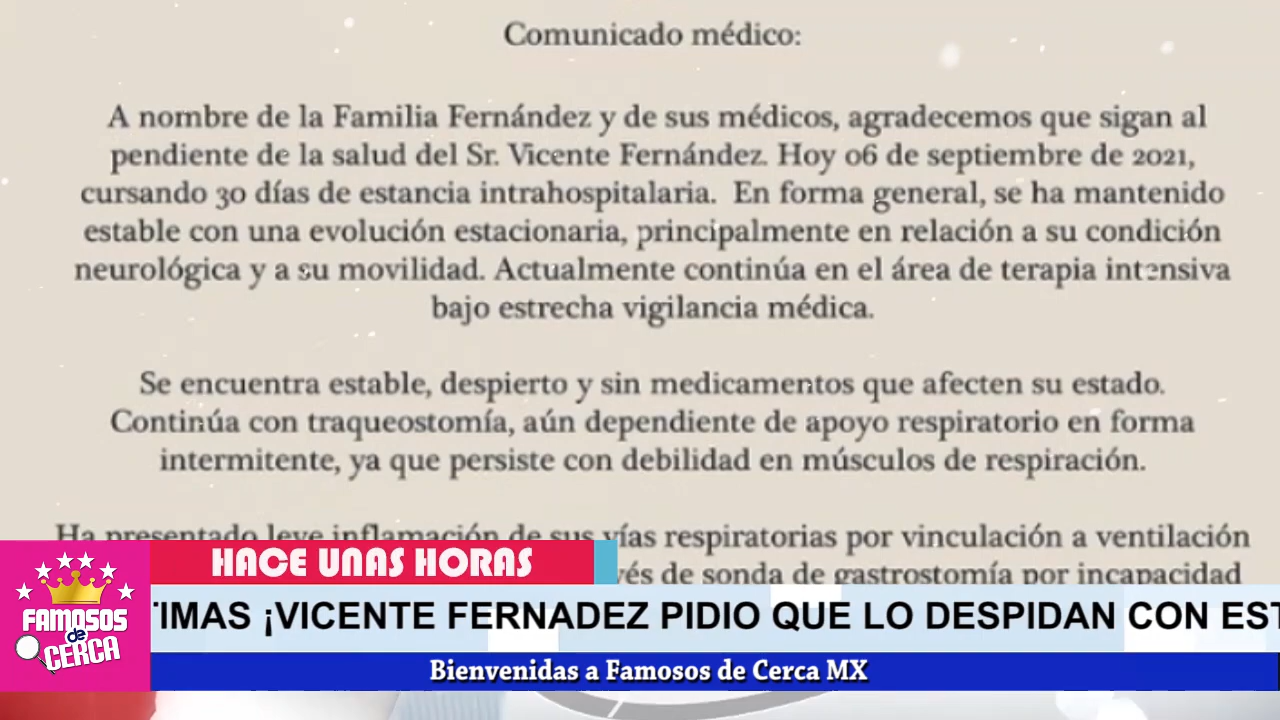 Comunicado médico:
A nombre de la Familia Fernández y de sus médicos, agradecemos que sigan al
pendiente de la salud del Sr. Vicente Fernández. Hoy 06 de septiembre de 2021,
cursando 30 días de estancia intrahospitalaria. En forma general, se ha mantenido
estable con una evolución estacionaria, principalmente en relación a su condición
neurológica y a su movilidad. Actualmente continúa en el área de terapia intensiva
bajo estrecha vigilancia médica.
Se encuentra estable, despierto y sin medicamentos que afecten su estado.
Continúa con traqueostomía, aún dependiente de apoyo respiratorio en forma
intermitente, ya que persiste con debilidad en músculos de respiración.
Ha presentado leve inflamación de sus vías respiratorias por vinculación a ventilación
vés de sonda de gastrostomía por incapacidad
HACE UNAS HORAS
TIMAS ¡VICENTE FERNADEZ PIDIO QUE LO DESPIDAN CON EST
FAMOSOS
de
CERCA
Bienvenidas a Famosos de Cerca MX